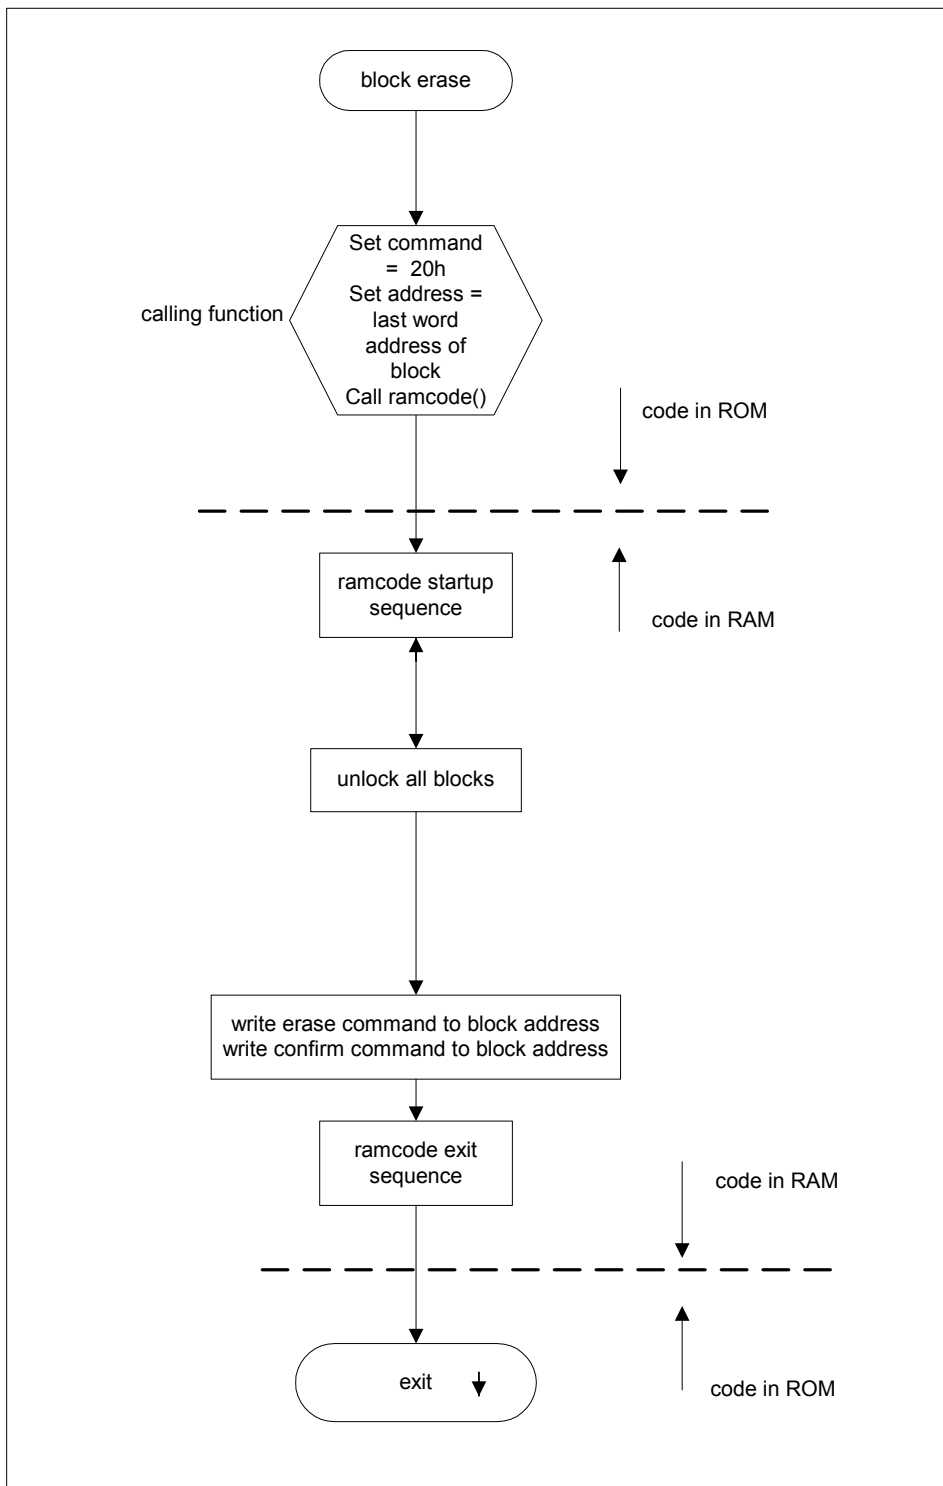 block erase
Set command
= 20h
Set address =
last word
address of
block
Call ramcode()
calling function
code in ROM
ramcode startup
sequence
code in RAM
unlock all blocks
write erase command to block address
write confirm command to block address
ramcode exit
sequence
code in RAM
exit
code in ROM